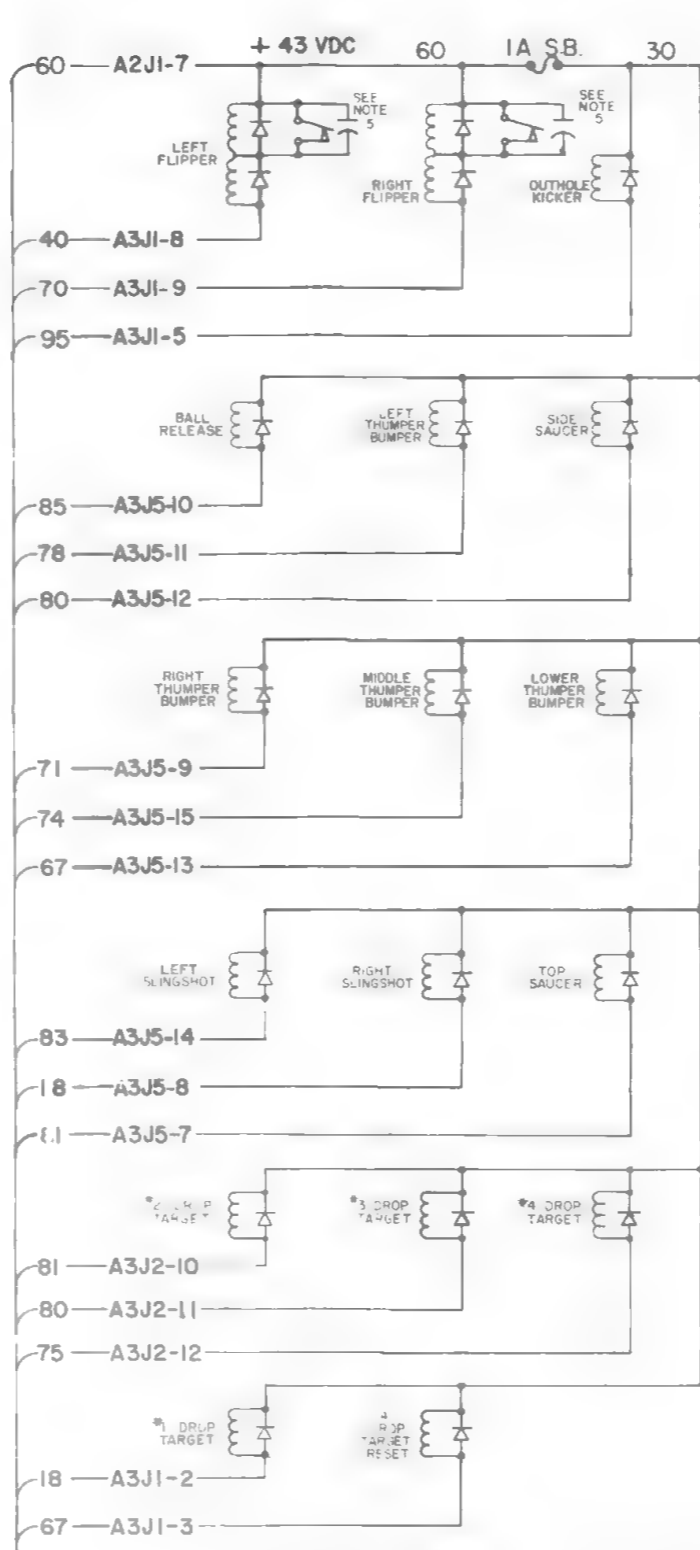 + 43 VDC
60 A2J1-7
60
1A S.B.
30
SEE NOTE 5
SEE NOTE 5
LEFT FLIPPER
RIGHT FLIPPER
OUTHOLE KICKER
40 A3J1-8
70 A3J1-9
95 A3J1-5
BALL RELEASE
LEFT THUMPER BUMPER
SIDE SAUCER
85 A3J5-10
78 A3J5-11
80 A3J5-12
RIGHT THUMPER BUMPER
MIDDLE THUMPER BUMPER
LOWER THUMPER BUMPER
71 A3J5-9
74 A3J5-15
67 A3J5-13
LEFT SLINGSHOT
RIGHT SLINGSHOT
TOP SAUCER
83 A3J5-14
18 A3J5-8
A3J5-7
#2 DROP TARGET
#3 DROP TARGET
#4 DROP TARGET
81 A3J2-10
80 A3J2-11
75 A3J2-12
#1 DROP TARGET
4 DROP TARGET RESET
18 A3J1-2
67 A3J1-3